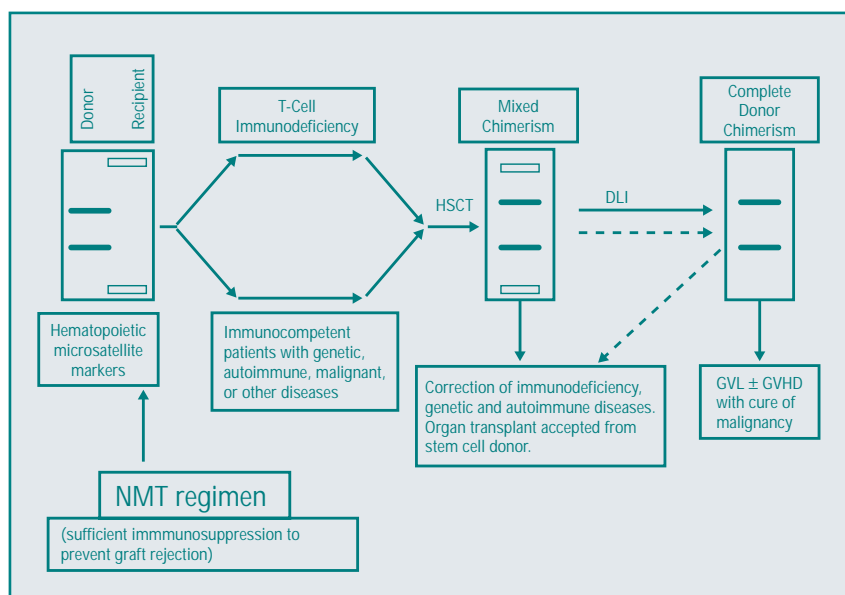 Donor
Recipient
T-Cell
Immunodeficiency
Mixed
Chimerism
Complete
Donor
Chimerism
HSCT
DLI
Hematopoietic
microsatellite
markers
Immunocompetent
patients with genetic,
autoimmune, malignant,
or other diseases
Correction of immunodeficiency,
genetic and autoimmune diseases.
Organ transplant accepted from
stem cell donor.
GVL ± GVHD
with cure of
malignancy
NMT regimen
(sufficient immmunosuppression to
prevent graft rejection)